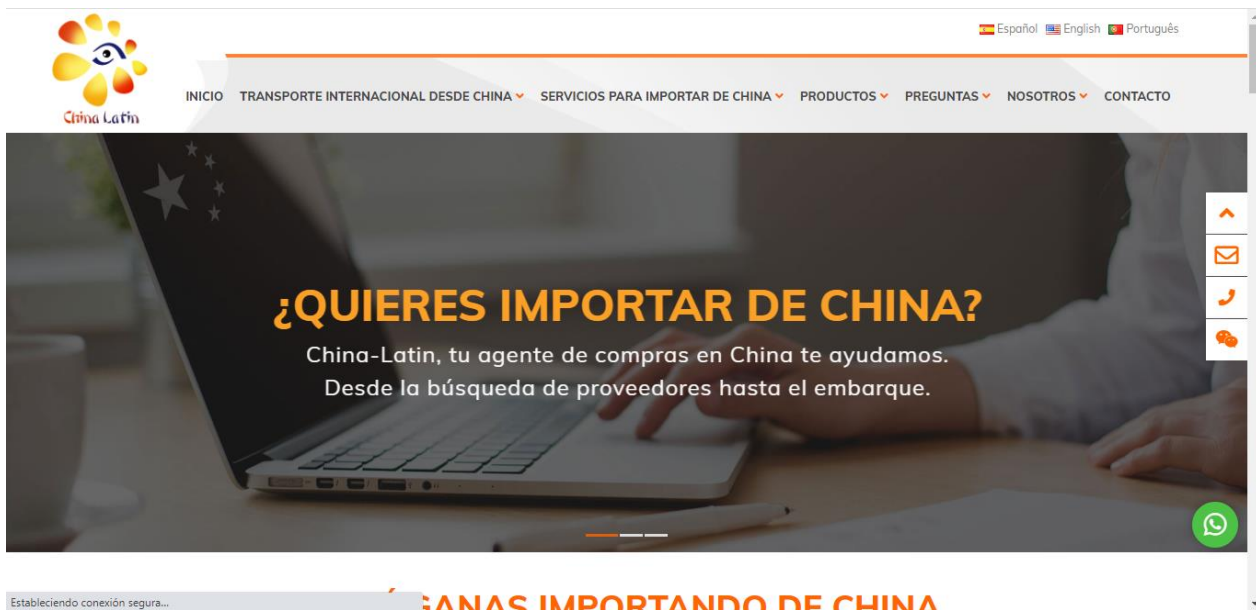 Español English Português
China Latin
INICIO TRANSPORTE INTERNACIONAL DESDE CHINA SERVICIOS PARA IMPORTAR DE CHINA PRODUCTOS PREGUNTAS NOSOTROS CONTACTO
¿QUIERES IMPORTAR DE CHINA?
China-Latin, tu agente de compras en China te ayudamos.
Desde la búsqueda de proveedores hasta el embarque.
IMPORTANDO DE CHINA
Estableciendo conexión segura...